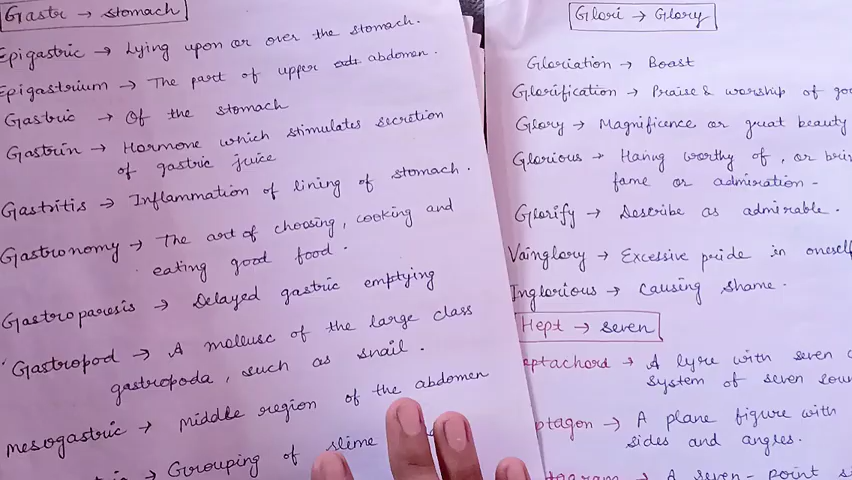 Gastr → stomach
Epigastric → Lying upon or over the stomach.
Epigastrium → The part of upper abdomen.
Gastric → Of the stomach
Gastrin → Hormone which stimulates secretion
of gastric juice
Gastritis → Inflammation of lining of stomach.
Gastronomy → The art of choosing, cooking and
eating good food.
Gastroparesis → Delayed gastric emptying
Gastropod → A mollusc of the large class
gastropoda, such as snail.
Mesogastric → Middle region of the abdomen
→ Grouping of slime
Glori → Glory
Gloriation → Boast
Glorification → Praise & worship of
Glory → Magnificence or great beauty
Glorious → Having worthy of, or
fame or admiration -
Glorify → Describe as admirable.
Vainglory → Excessive pride in oneself
Inglorious → Causing shame.
Hept → seven
eptachord → A lyre with seven
system of seven
ptagon → A plane figure with
sides and angles.
→ A seven-point